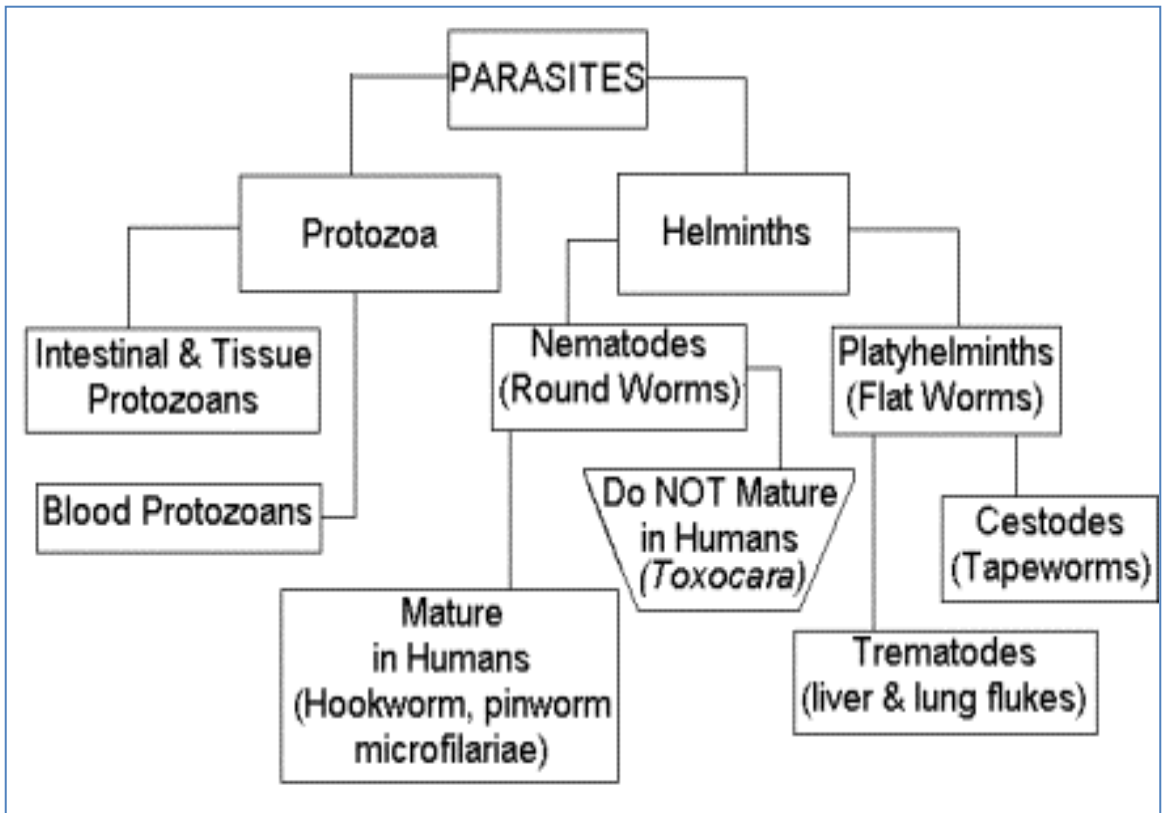 PARASITES
Protozoa
Helminths
Intestinal & Tissue
Protozoans
Blood Protozoans
Nematodes
(Round Worms)
Platyhelminths
(Flat Worms)
Mature
in Humans
(Hookworm, pinworm
microfilariae)
Do NOT Mature
in Humans
(Toxocara)
Trematodes
(liver & lung flukes)
Cestodes
(Tapeworms)